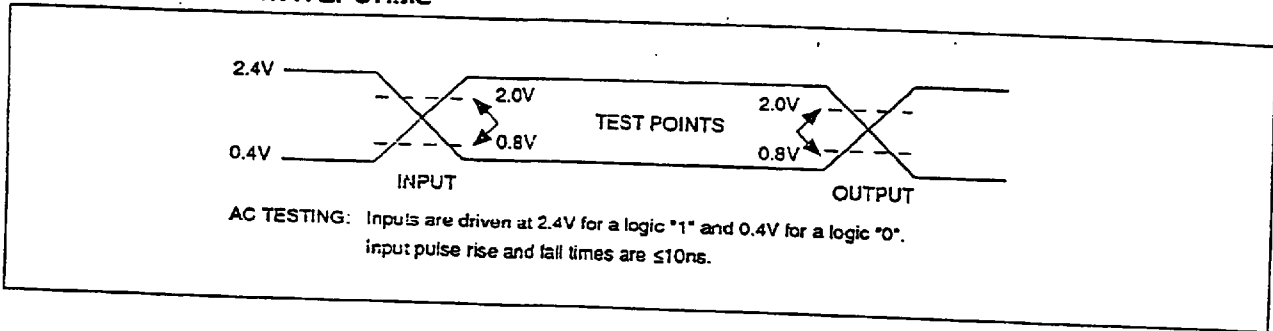 2.4V
2.0V
2.0V
TEST POINTS
0.8V
0.8V
0.4V
INPUT
OUTPUT
AC TESTING: Inputs are driven at 2.4V for a logic "1" and 0.4V for a logic "0".
Input pulse rise and fall times are ≤10ns.